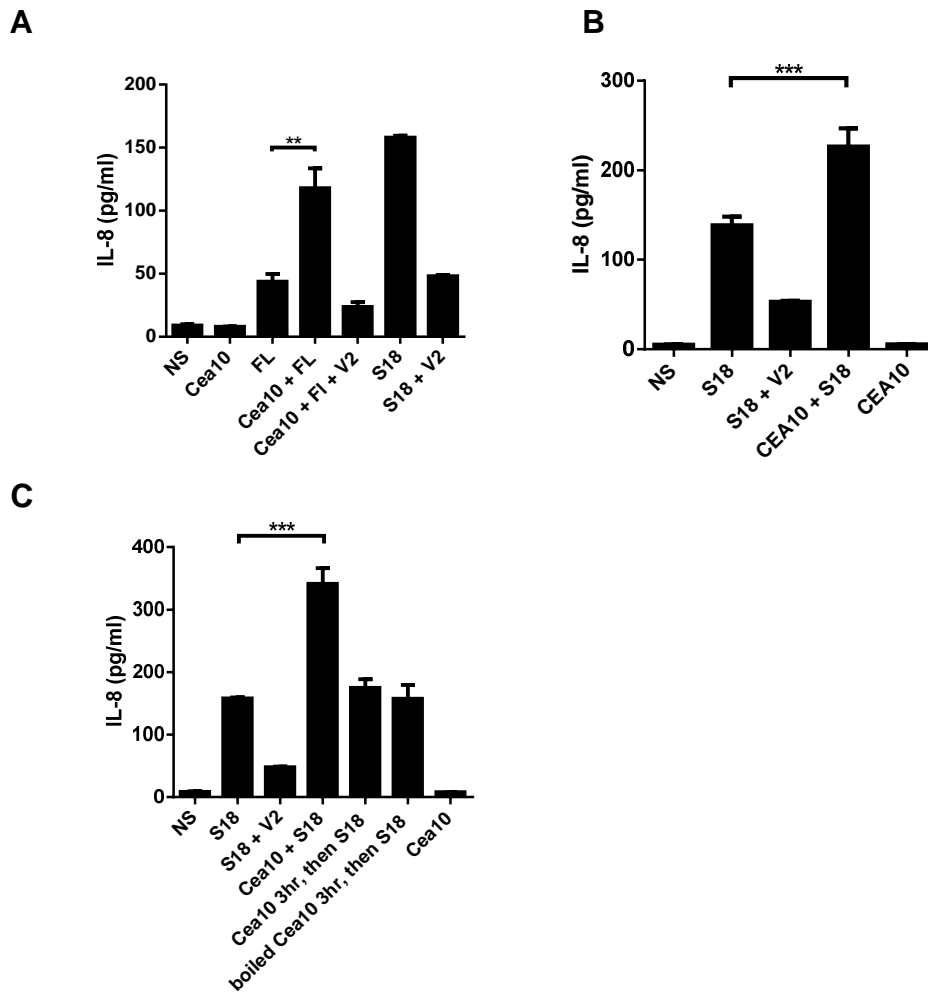 A
200
150
100
50
0
IL-8 (pg/ml)
**
NS
Cea10
FL
Cea10 + FL
Cea10 + Fl + V2
S18
S18 + V2
B
300
200
100
0
IL-8 (pg/ml)
***
NS
S18
S18 + V2
CEA10 + S18
CEA10
C
400
300
200
100
0
IL-8 (pg/ml)
***
NS
S18
S18 + V2
Cea10 + S18
Cea10 3hr, then S18
boiled Cea10 3hr, then S18
Cea10